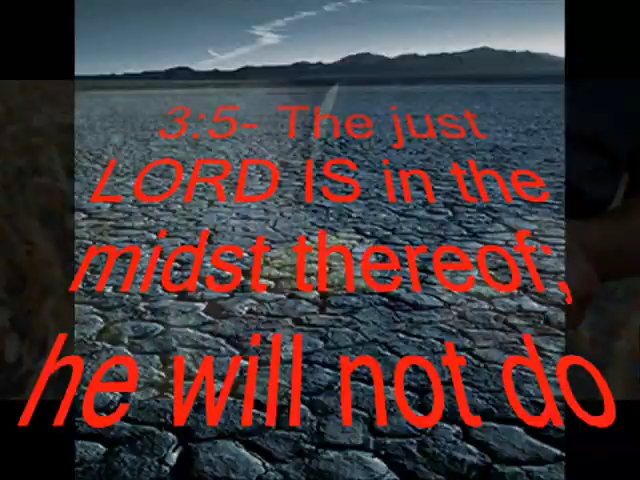 3:5- The just
LORD IS in the
midst thereof;,
he will not do